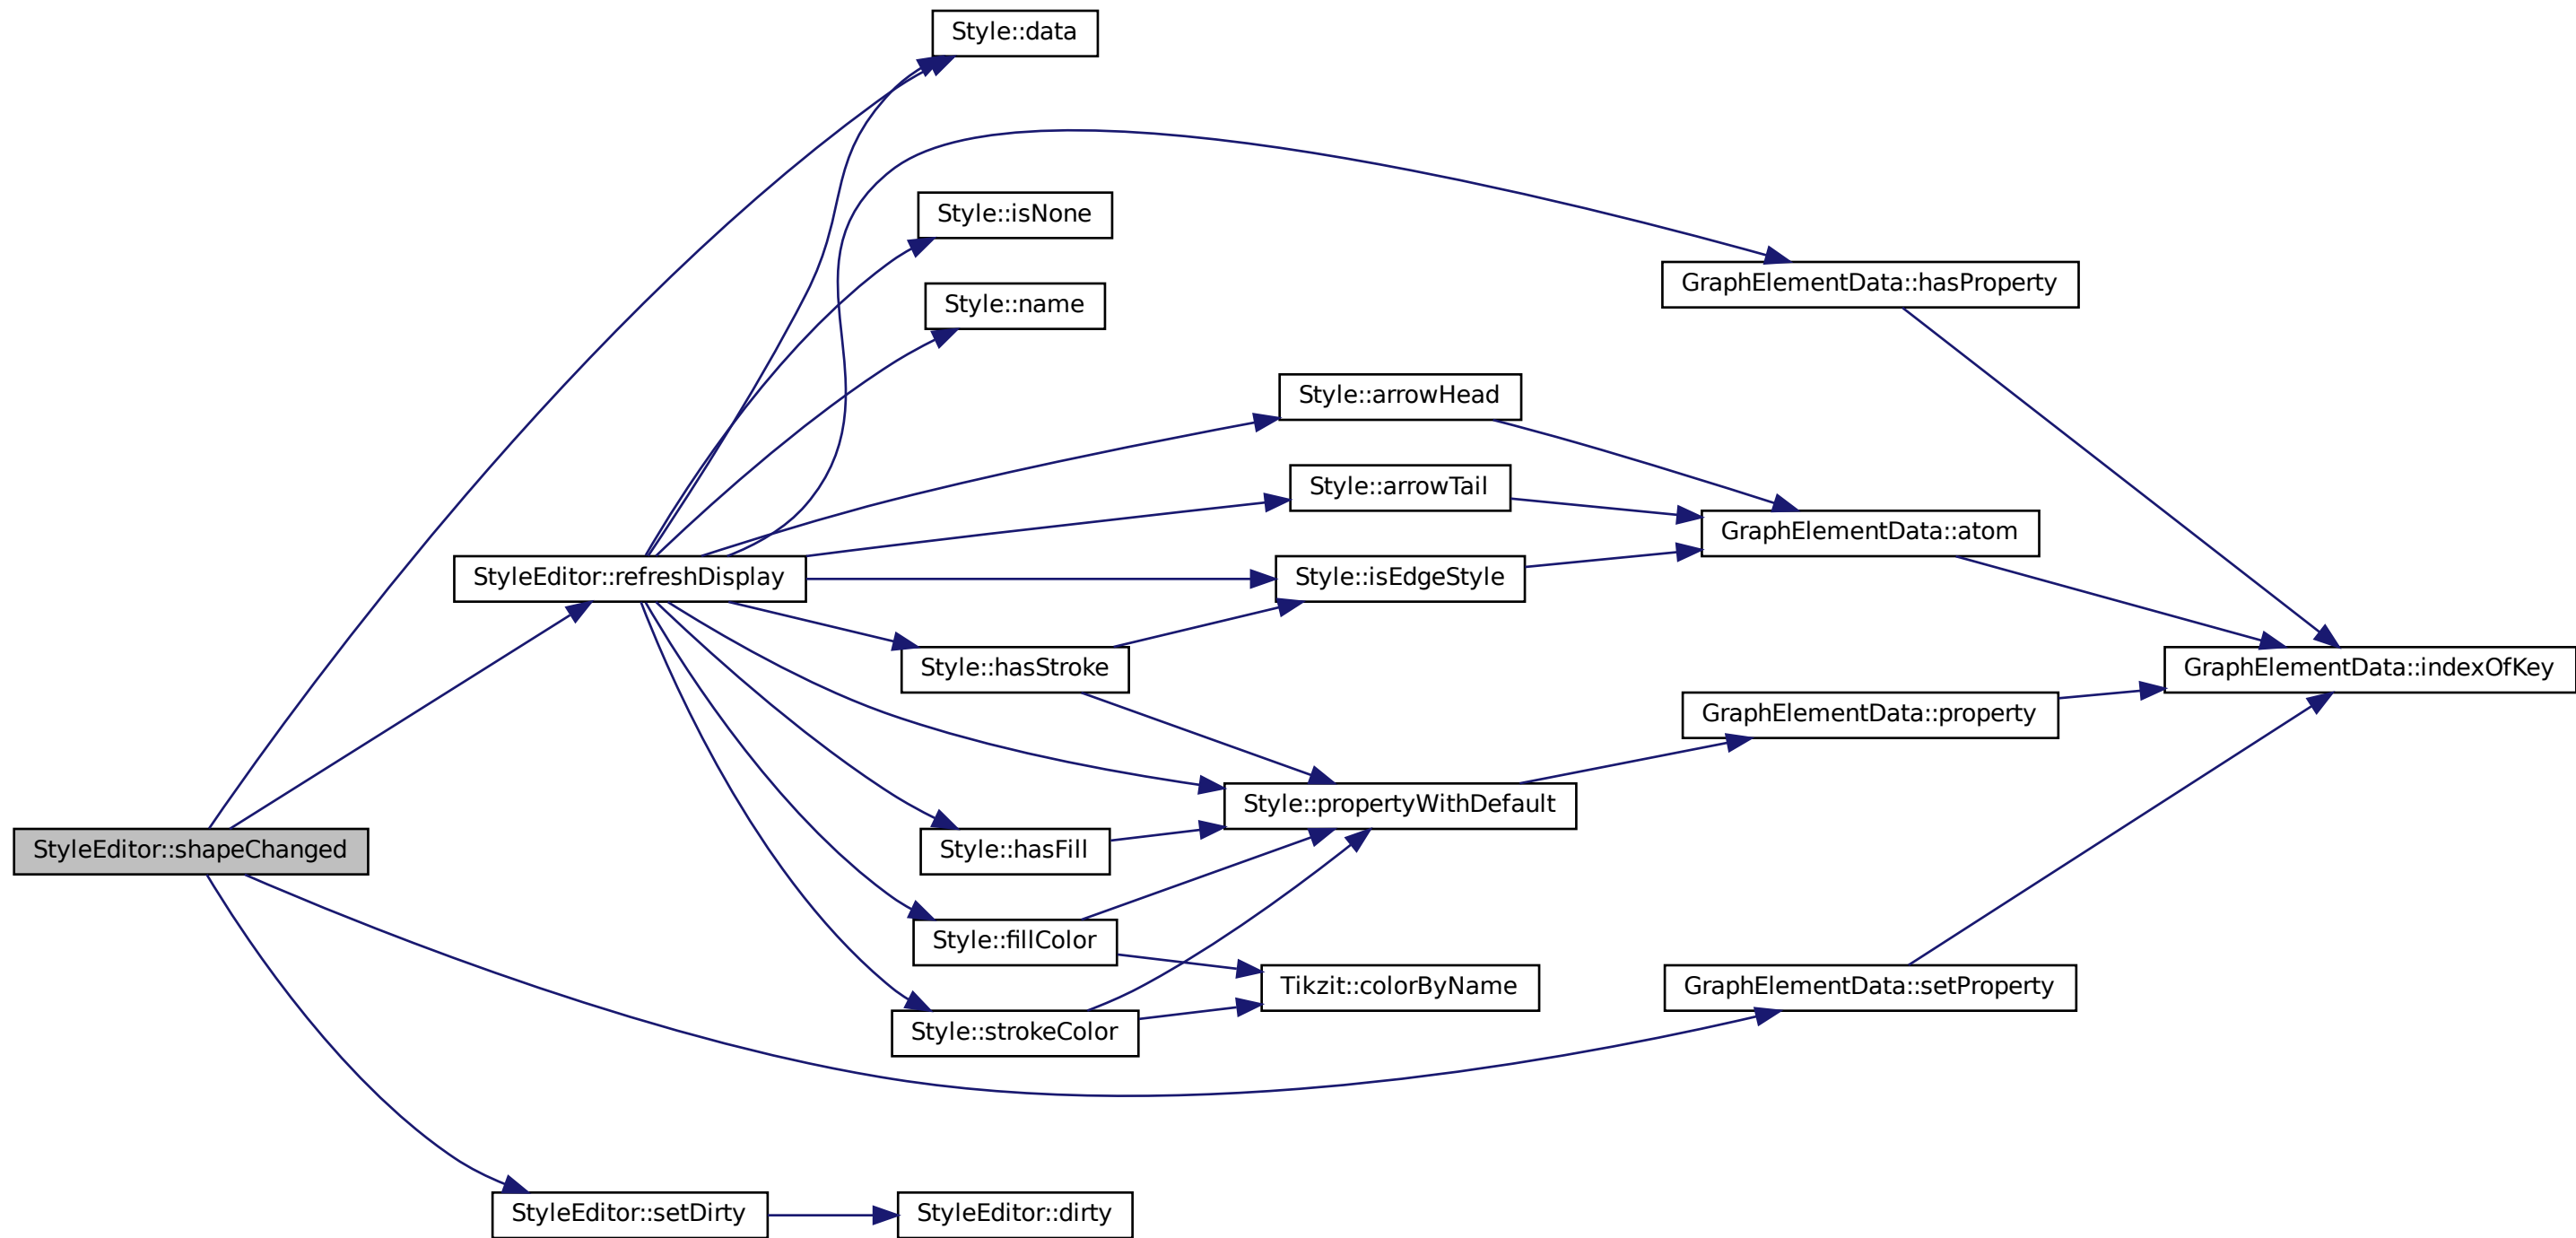 Style::data
Style::isNone
GraphElementData::hasProperty
Style::name
Style::arrowHead
Style::arrowTail
GraphElementData::atom
StyleEditor::refreshDisplay
Style::isEdgeStyle
Style::hasStroke
GraphElementData::indexOfKey
GraphElementData::property
Style::propertyWithDefault
StyleEditor::shapeChanged
Style::hasFill
Style::fillColor
Tikzit::colorByName
GraphElementData::setProperty
Style::strokeColor
StyleEditor::setDirty
StyleEditor::dirty